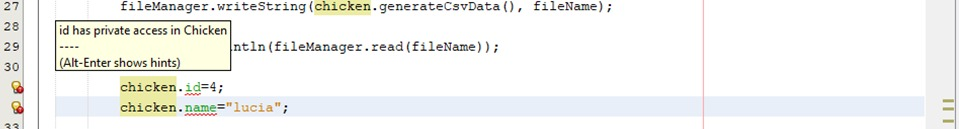 27 fileManager.writeString(chicken.generateCsvData(), fileName);
28 id has private access in Chicken
----
29 ntln(fileManager.read(fileName));
(Alt-Enter shows hints)
30
chicken.id=4;
chicken.name="lucia";
33